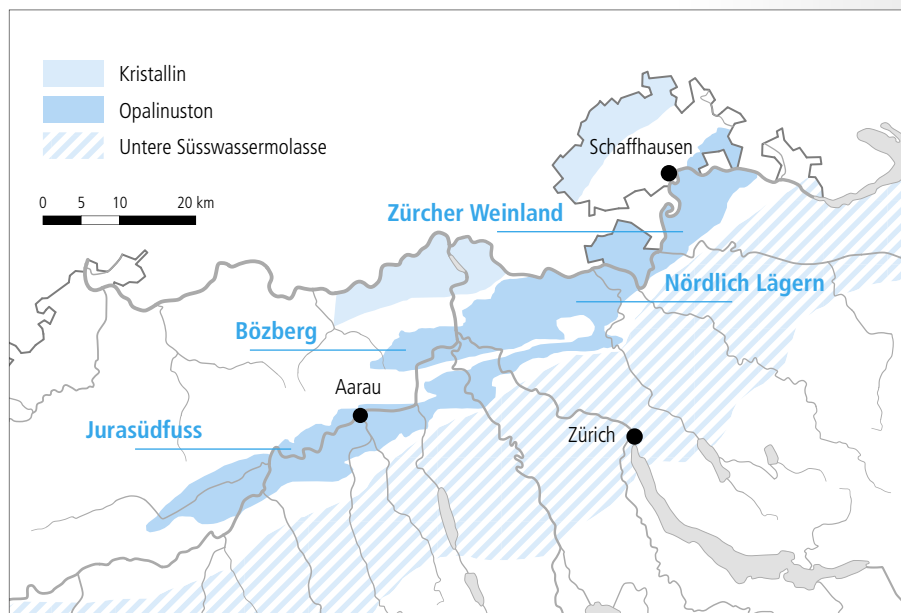 Kristallin
Opalinuston
Untere Süsswassermolasse
0 5 10 20 km
Schaffhausen
Zürcher Weinland
Nördlich Lägern
Bözberg
Aarau
Jurasüdfuss
Zürich